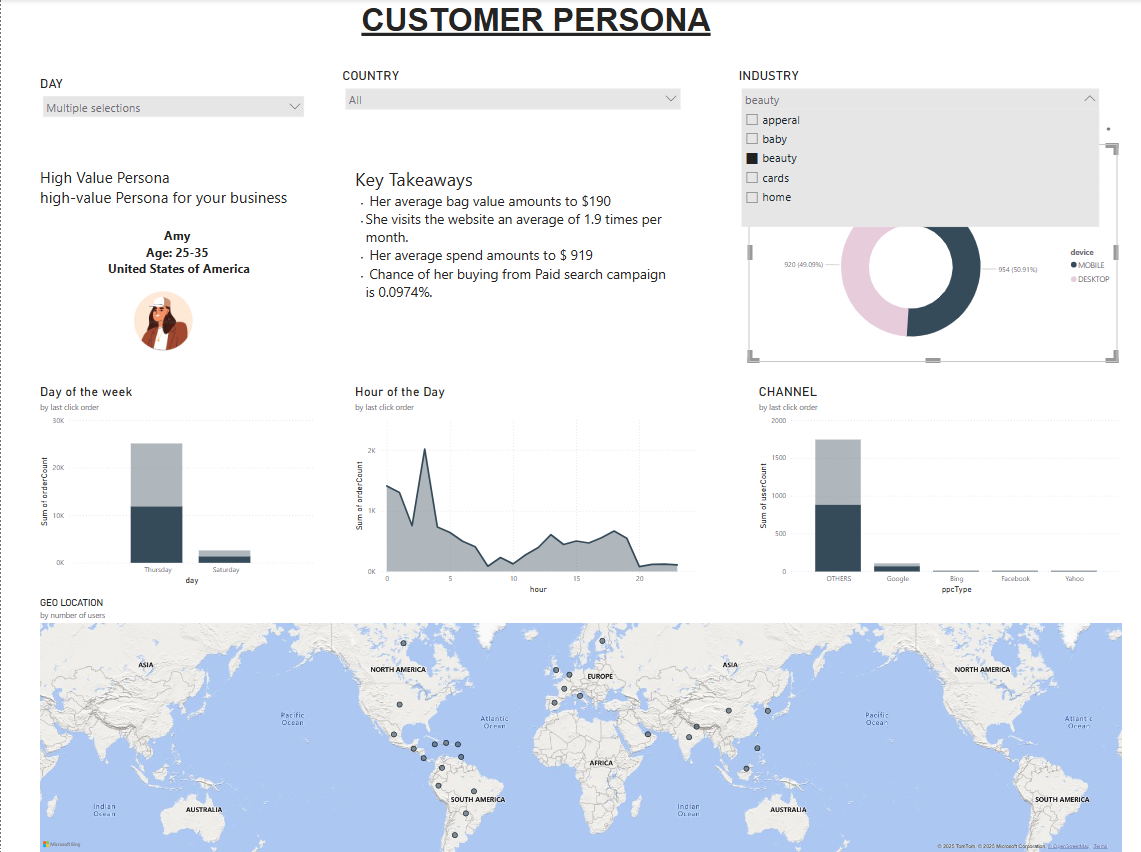 CUSTOMER PERSONA
DAY
Multiple selections
COUNTRY
All
INDUSTRY
beauty
apperal
baby
beauty
cards
home
High Value Persona
high-value Persona for your business
Amy
Age: 25-35
United States of America
Key Takeaways
· Her average bag value amounts to $190
· She visits the website an average of 1.9 times per
month.
· Her average spend amounts to $ 919
· Chance of her buying from Paid search campaign
is 0.0974%.
920 (49.09%)
954 (50.91%)
device
MOBILE
DESKTOP
Day of the week
by last click order
Sum of orderCount
30K
20K
10K
0K
Thursday
Saturday
day
Hour of the Day
by last click order
Sum of orderCount
2K
1K
0K
0
5
10
15
20
hour
CHANNEL
by last click order
Sum of userCount
2000
1500
1000
500
0
OTHERS
Google
Bing
Facebook
Yahoo
ppcType
GEO LOCATION
by number of users
ASIA
NORTH AMERICA
EUROPE
ASIA
NORTH AMERICA
Pacific
Ocean
Atlantic
Ocean
Pacific
Ocean
Atlantic
Ocean
AFRICA
SOUTH AMERICA
SOUTH AMERICA
Indian
Ocean
AUSTRALIA
Indian
Ocean
AUSTRALIA
Microsoft Bing
© 2025 TomTom, © 2025 Microsoft Corporation, © OpenStreetMap Terms